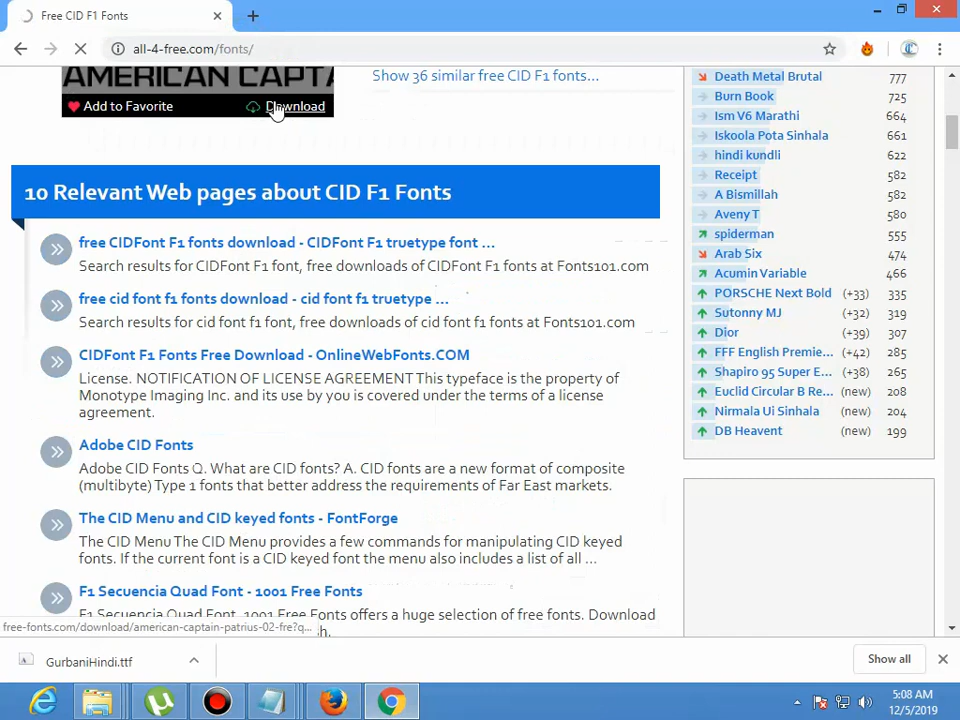 Free CID F1 Fonts
all-4-free.com/fonts/
AMERICAN CAPTA
Add to Favorite
Download
Show 36 similar free CID F1 fonts...
10 Relevant Web pages about CID F1 Fonts
free CIDFont F1 fonts download - CIDFont F1 truetype font ...
Search results for CIDFont F1 font, free downloads of CIDFont F1 fonts at Fonts101.com
free cid font f1 fonts download - cid font f1 truetype ...
Search results for cid font f1 font, free downloads of cid font f1 fonts at Fonts101.com
CIDFont F1 Fonts Free Download - OnlineWebFonts.COM
License. NOTIFICATION OF LICENSE AGREEMENT This typeface is the property of
Monotype Imaging Inc. and its use by you is covered under the terms of a license
agreement.
Adobe CID Fonts
Adobe CID Fonts Q. What are CID fonts? A. CID fonts are a new format of composite
(multibyte) Type 1 fonts that better address the requirements of Far East markets.
The CID Menu and CID keyed fonts - FontForge
The CID Menu The CID Menu provides a few commands for manipulating CID keyed
fonts. If the current font is a CID keyed font the menu also includes a list of all ...
F1 Secuencia Quad Font - 1001 Free Fonts
F1 Secuencia Quad Font. 1001 Free Fonts offers a huge selection of free fonts. Download
Death Metal Brutal 777
Burn Book 725
Ism V6 Marathi 664
Iskoola Pota Sinhala 661
hindi kundli 622
Receipt 582
A Bismillah 582
Aveny T 580
spiderman 555
Arab Six 474
Acumin Variable 466
PORSCHE Next Bold (+33) 335
Sutonny MJ (+32) 319
Dior (+39) 307
FFF English Premie... (+42) 285
Shapiro 95 Super E... (+38) 265
Euclid Circular B Re... (new) 208
Nirmala Ui Sinhala (new) 204
DB Heavent (new) 199
free-fonts.com/download/american-captain-patrius-02-fre?q...
GurbaniHindi.ttf
Show all
5:08 AM
12/5/2019